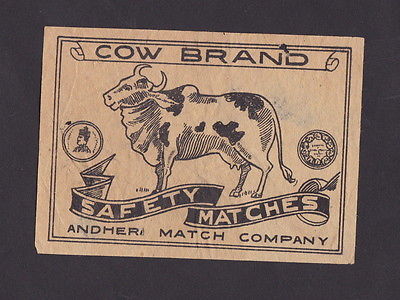 COW BRAND
SAFETY MATCHES
ANDHERI MATCH COMPANY